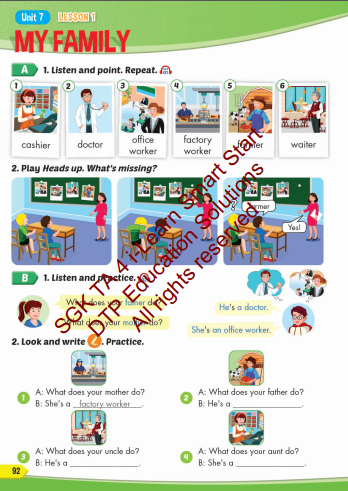 Unit 7
LESSON 1
MY FAMILY
A 1. Listen and point. Repeat.
1 2 3 4 5 6
cashier doctor office worker factory worker farmer waiter
2. Play Heads up. What's missing?
farmer
Yes!
B 1. Listen and practice.
What does your father do?
He's a doctor.
What does your mother do?
She's an office worker.
2. Look and write. Practice.
1 A: What does your mother do?
B: She's a factory worker.
2 A: What does your father do?
B: He's a ____________.
3 A: What does your uncle do?
B: He's a ____________.
4 A: What does your aunt do?
B: She's a ____________.
92
SGK TA 4 i-Learn Smart Start
DTP Education Solutions
All rights reserved